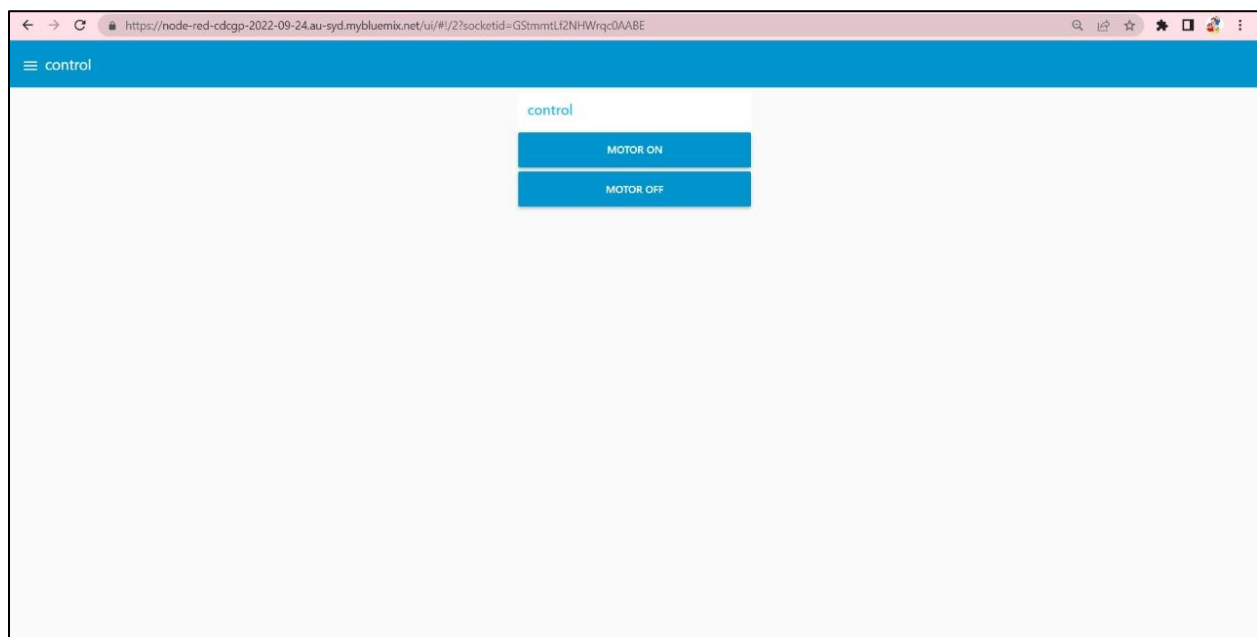 https://node-red-cdcgp-2022-09-24.au-syd.mybluemix.net/ui/#!/2?socketid=GStmmtLf2NHWrqc0AABE
control
control
MOTOR ON
MOTOR OFF